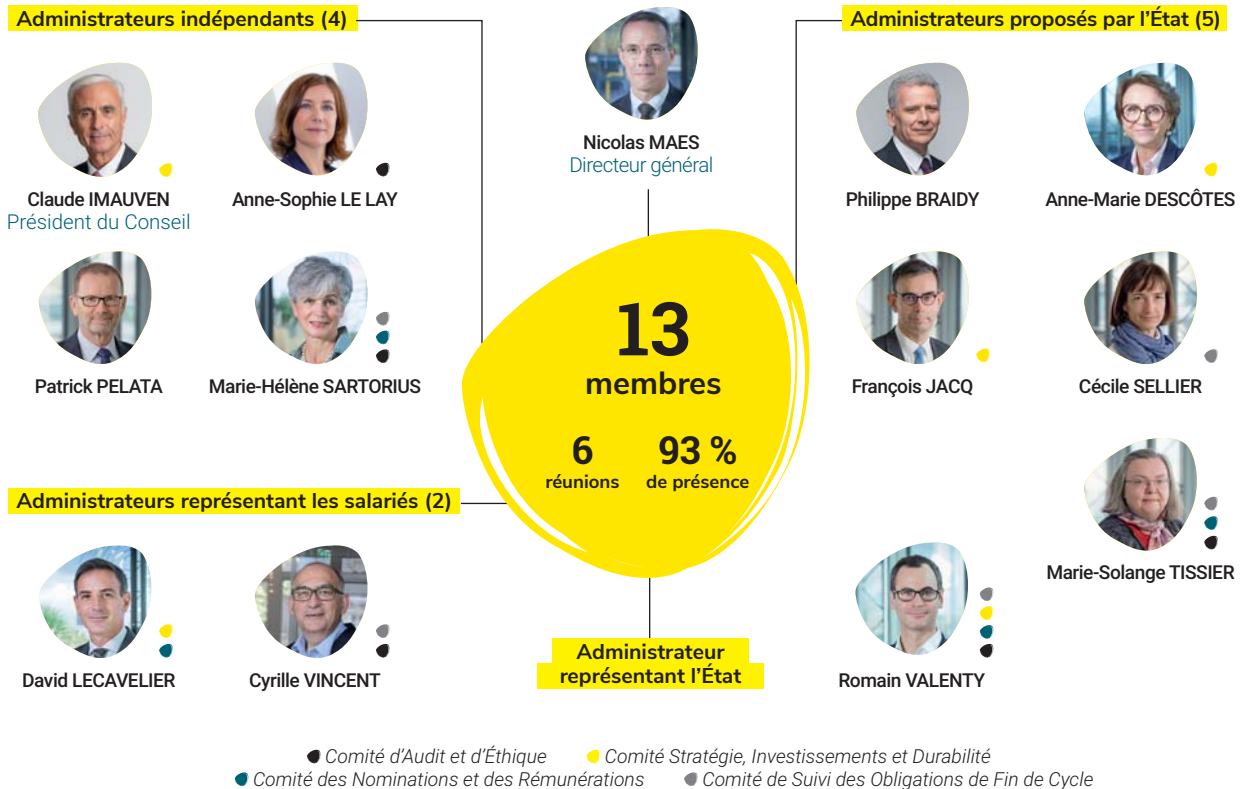 Administrateurs indépendants (4)
Claude IMAUVEN
Président du Conseil
Anne-Sophie LE LAY
Patrick PELATA
Marie-Hélène SARTORIUS
Nicolas MAES
Directeur général
Administrateurs proposés par l'État (5)
Philippe BRAIDY
Anne-Marie DESCÔTES
François JACQ
Cécile SELLIER
Marie-Solange TISSIER
13
membres
6
réunions
93 %
de présence
Administrateurs représentant les salariés (2)
David LECAVELIER
Cyrille VINCENT
Administrateur
représentant l'État
Romain VALENTY
Comité d'Audit et d'Éthique
Comité Stratégie, Investissements et Durabilité
Comité des Nominations et des Rémunérations
Comité de Suivi des Obligations de Fin de Cycle